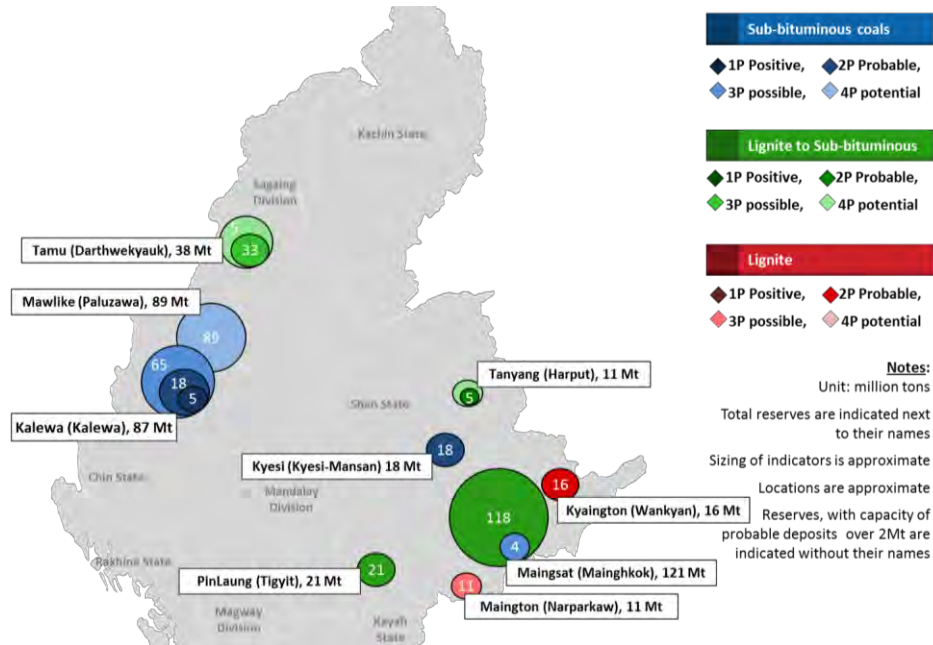 Sub-bituminous coals
1P Positive, 2P Probable,
3P possible, 4P potential
Lignite to Sub-bituminous
1P Positive, 2P Probable,
3P possible, 4P potential
Lignite
1P Positive, 2P Probable,
3P possible, 4P potential
Notes:
Unit: million tons
Total reserves are indicated next
to their names
Sizing of indicators is approximate
Locations are approximate
Reserves, with capacity of
probable deposits over 2Mt are
indicated without their names
Kachin State
Sagaing
Division
33
Tamu (Darthwekyauk), 38 Mt
Mawlike (Paluzawa), 89 Mt
89
65
18
5
Kalewa (Kalewa), 87 Mt
Tanyang (Harput), 11 Mt
5
Shan State
18
Kyesi (Kyesi-Mansan) 18 Mt
Chin State
Mandalay
Division
16
Kyaington (Wankyan), 16 Mt
118
4
Maingsat (Mainghkok), 121 Mt
Rakhine State
21
PinLaung (Tigyit), 21 Mt
11
Maington (Narparkaw), 11 Mt
Magway
Division
Kayah
State